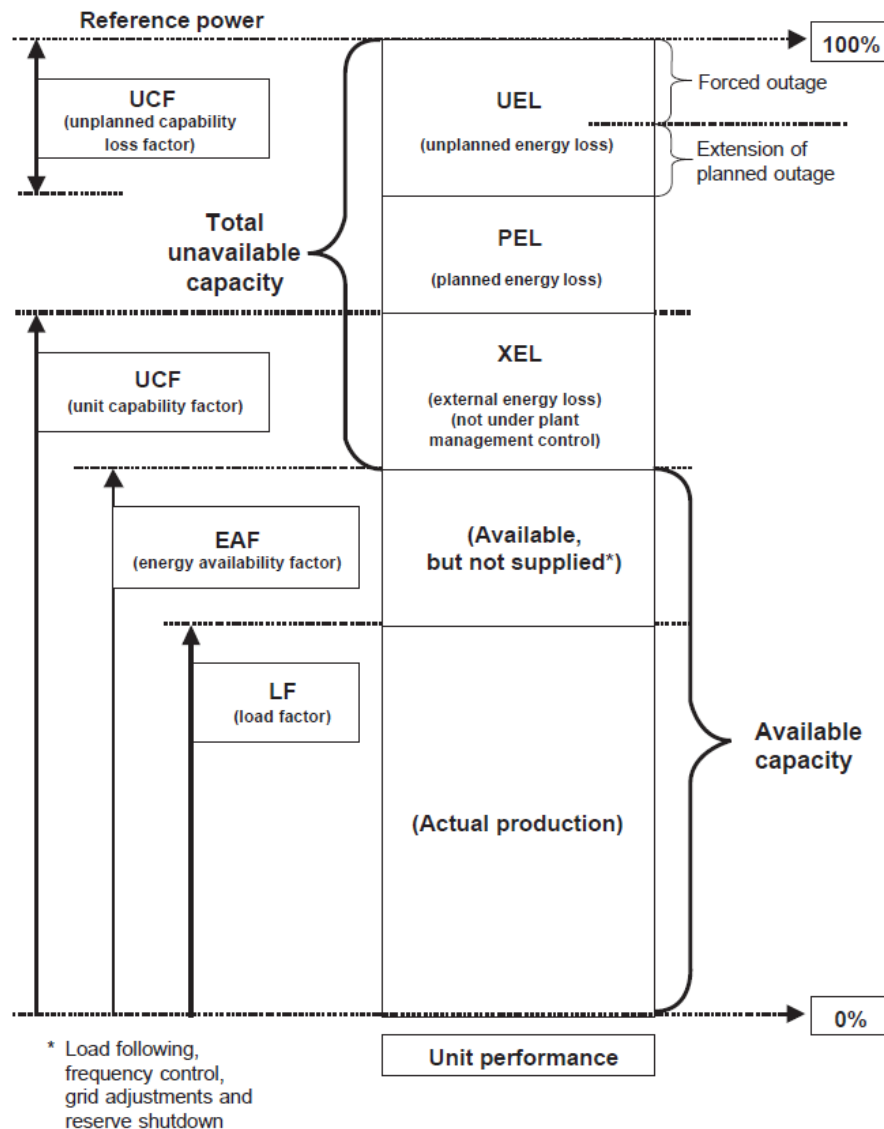 Reference power
100%
UCF
(unplanned capability
loss factor)
UEL
(unplanned energy loss)
Forced outage
Extension of
planned outage
Total
unavailable
capacity
PEL
(planned energy loss)
UCF
(unit capability factor)
XEL
(external energy loss)
(not under plant
management control)
EAF
(energy availability factor)
(Available,
but not supplied*)
LF
(load factor)
Available
capacity
(Actual production)
0%
* Load following,
frequency control,
grid adjustments and
reserve shutdown
Unit performance